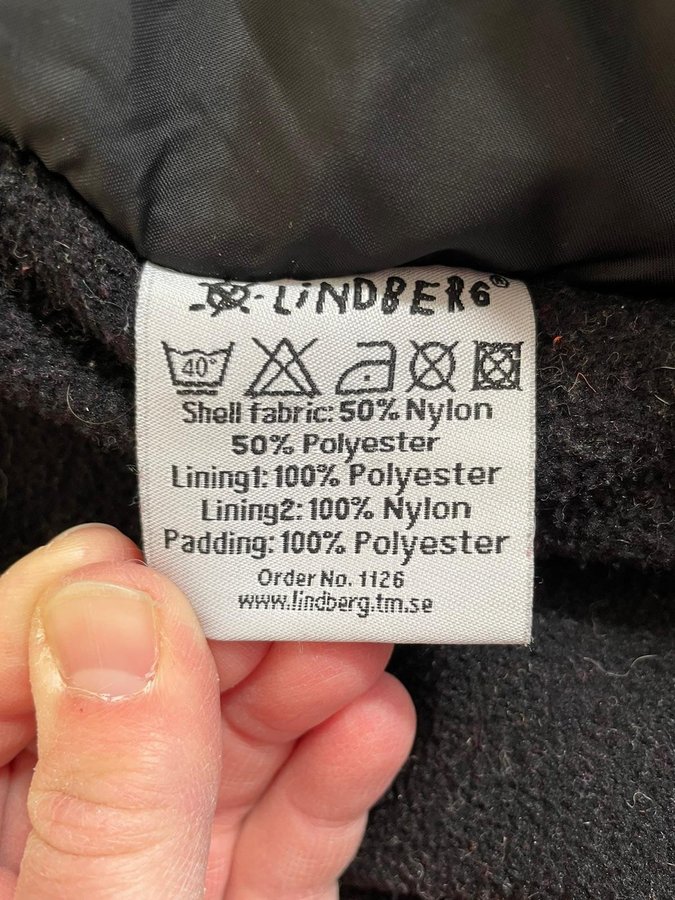 LiNDBERG®
40°
Shell fabric: 50% Nylon
50% Polyester
Lining1: 100% Polyester
Lining2: 100% Nylon
Padding: 100% Polyester
Order No. 1126
www.lindberg.tm.se